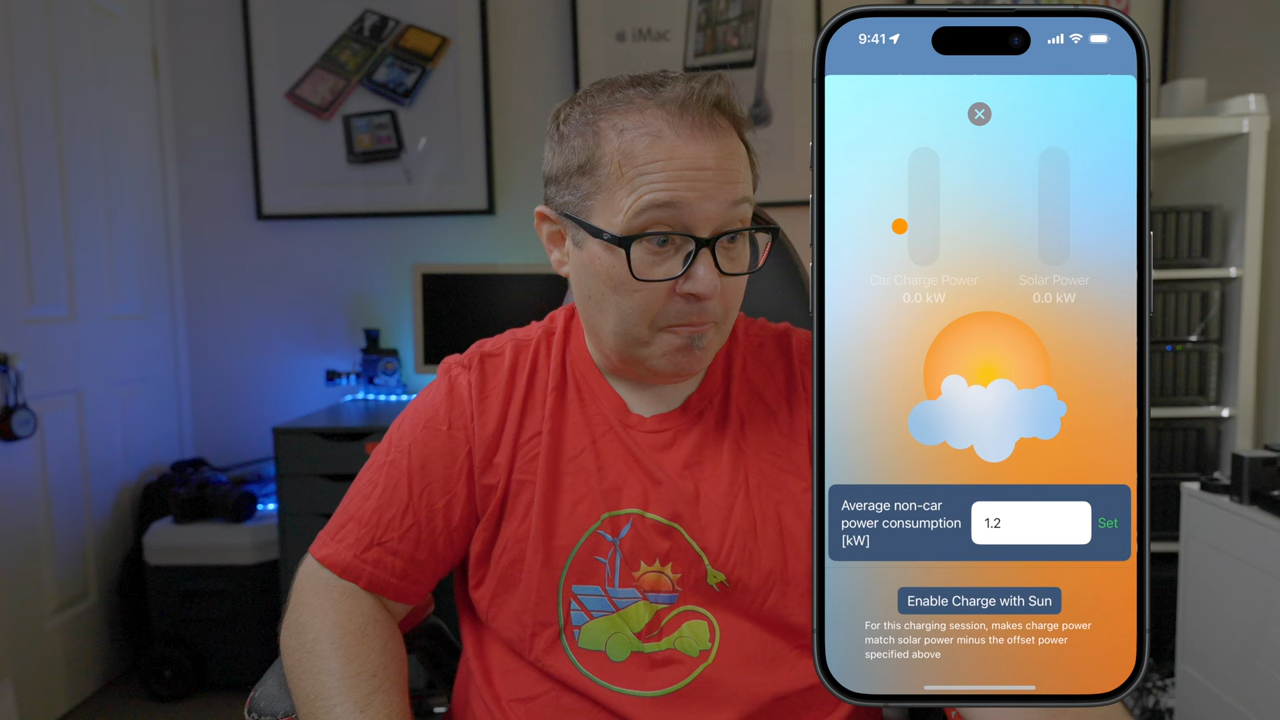 iMac
9:41
Car Charge Power
0.0 kW
Solar Power
0.0 kW
Average non-car
power consumption
[kW]
1.2
Set
Enable Charge with Sun
For this charging session, makes charge power
match solar power minus the offset power
specified above